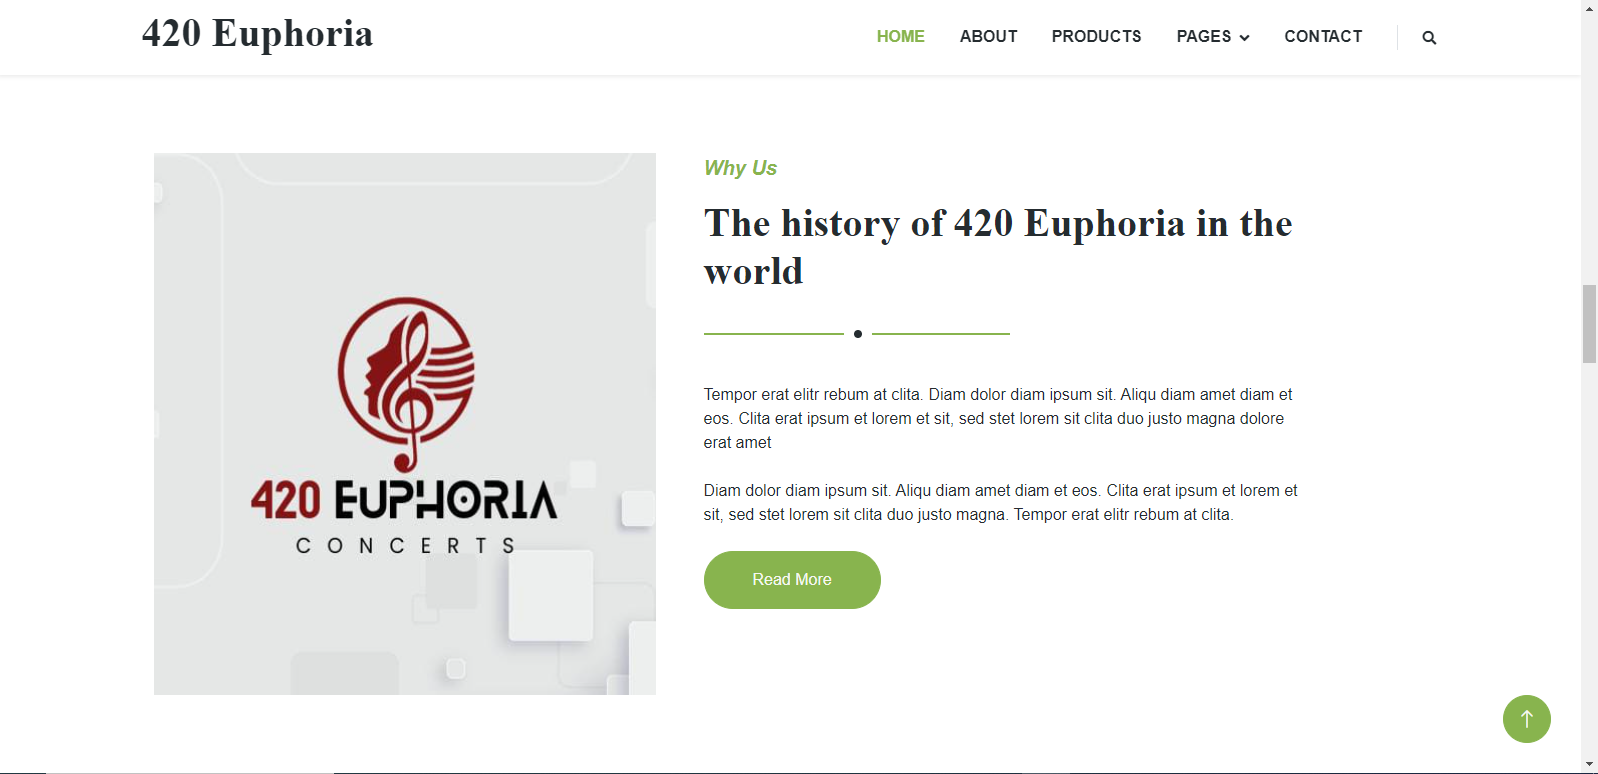 420 Euphoria
HOME ABOUT PRODUCTS PAGES CONTACT
420 EUPHORIA
CONCERTS
Why Us
The history of 420 Euphoria in the
world
Tempor erat elitr rebum at clita. Diam dolor diam ipsum sit. Aliqu diam amet diam et
eos. Clita erat ipsum et lorem et sit, sed stet lorem sit clita duo justo magna dolore
erat amet
Diam dolor diam ipsum sit. Aliqu diam amet diam et eos. Clita erat ipsum et lorem et
sit, sed stet lorem sit clita duo justo magna. Tempor erat elitr rebum at clita.
Read More